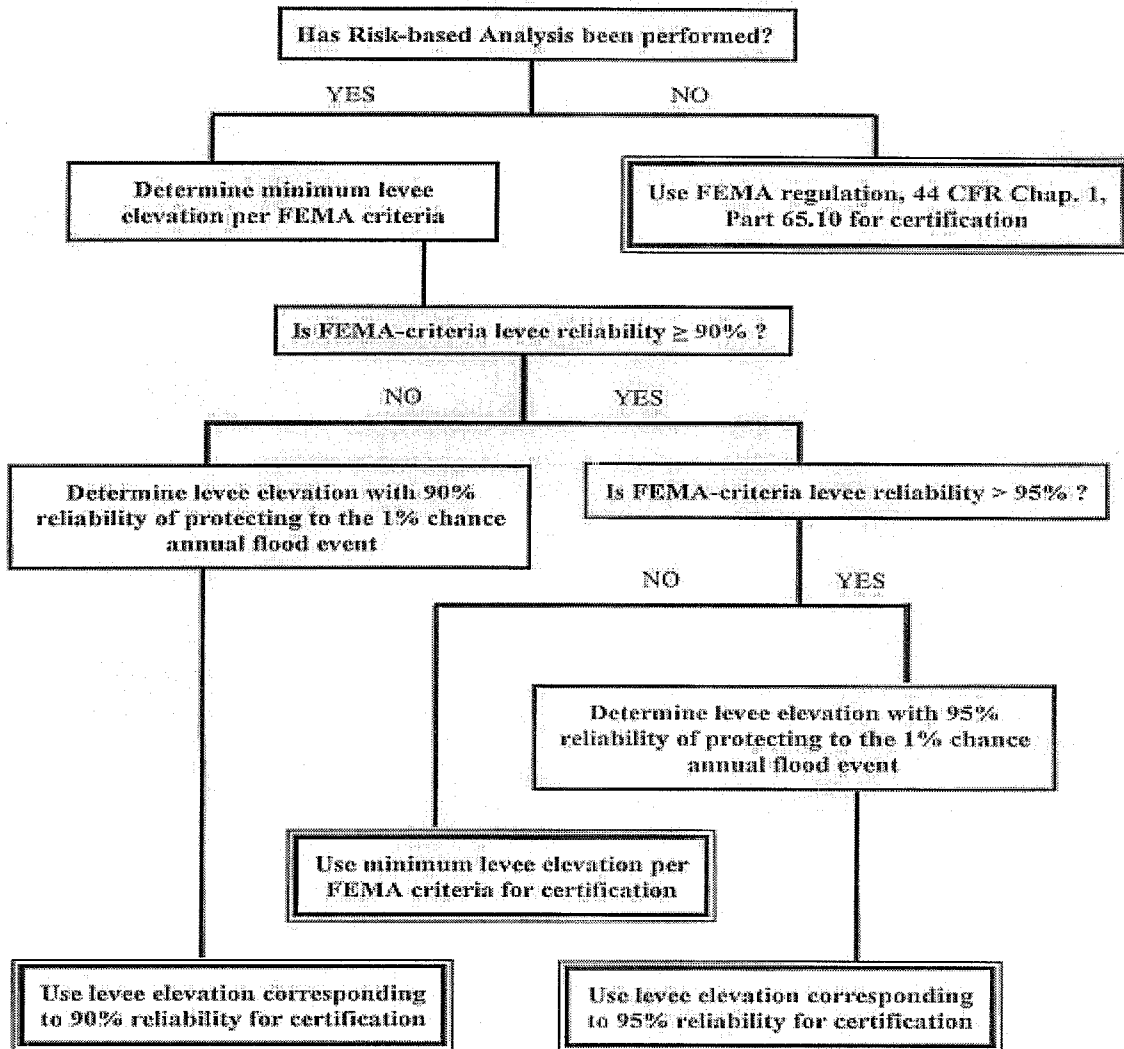 Has Risk-based Analysis been performed?
YES
NO
Determine minimum levee
elevation per FEMA criteria
Use FEMA regulation, 44 CFR Chap. 1,
Part 65.10 for certification
Is FEMA-criteria levee reliability ≥ 90% ?
NO
YES
Determine levee elevation with 90%
reliability of protecting to the 1% chance
annual flood event
Is FEMA-criteria levee reliability > 95% ?
NO
YES
Determine levee elevation with 95%
reliability of protecting to the 1% chance
annual flood event
Use minimum levee elevation per
FEMA criteria for certification
Use levee elevation corresponding
to 90% reliability for certification
Use levee elevation corresponding
to 95% reliability for certification